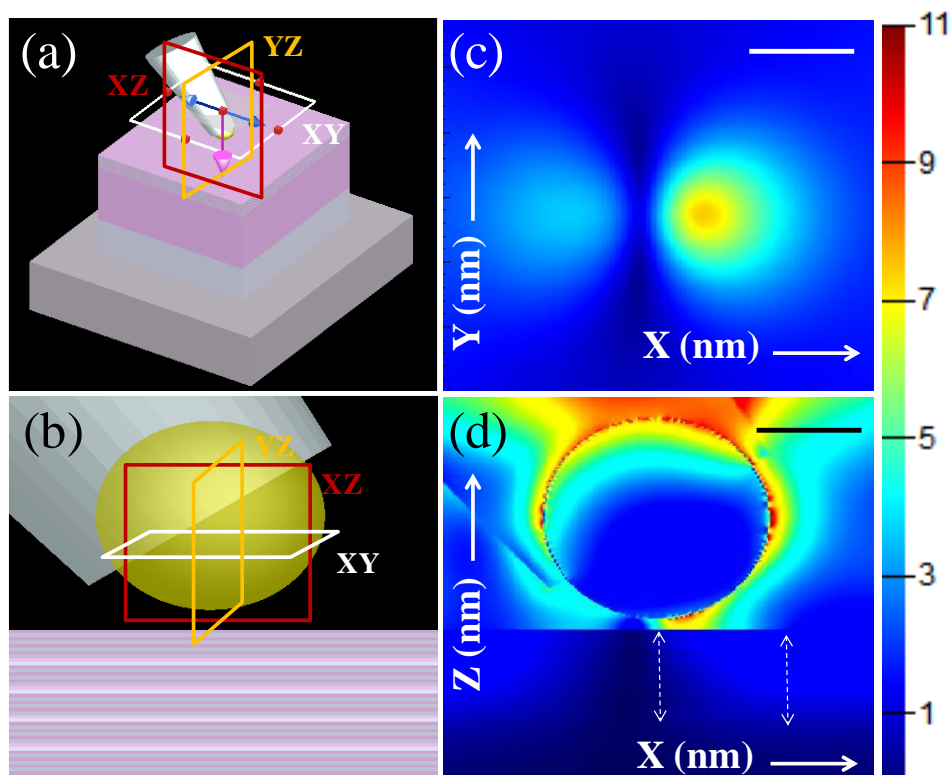 (a)
YZ
XZ
XY
(c)
Y (nm)
X (nm)
11
9
7
5
3
1
(b)
YZ
XZ
XY
(d)
Z (nm)
X (nm)